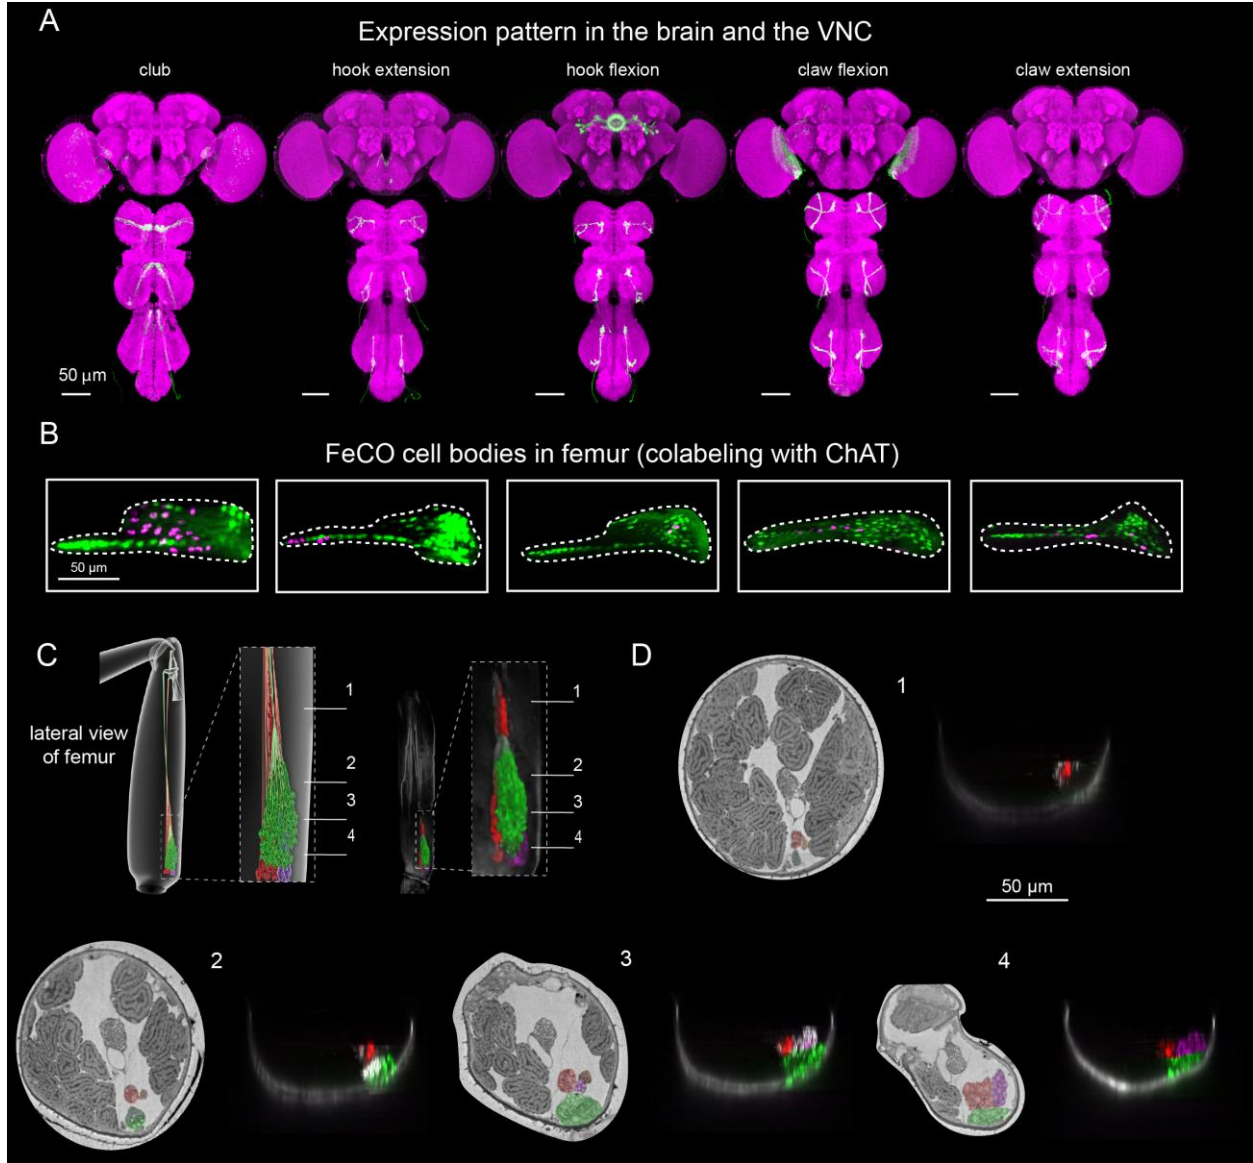 A
Expression pattern in the brain and the VNC
club
hook extension
hook flexion
claw flexion
claw extension
50 μm
B
FeCO cell bodies in femur (colabeling with ChAT)
50 μm
C
lateral view
of femur
1
2
3
4
1
2
3
4
D
1
50 μm
2
3
4